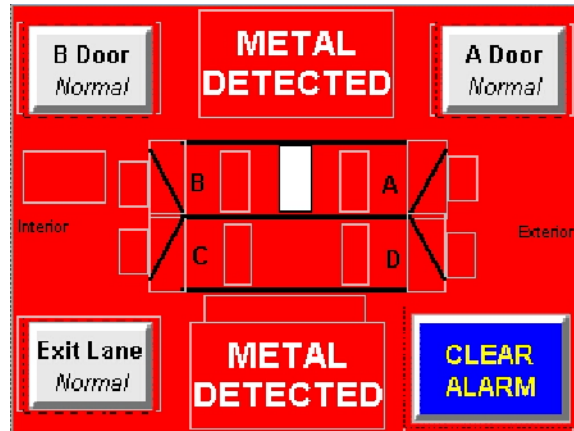 B Door
Normal
METAL
DETECTED
A Door
Normal
B
A
Interior
Exterior
C
D
Exit Lane
Normal
METAL
DETECTED
CLEAR
ALARM